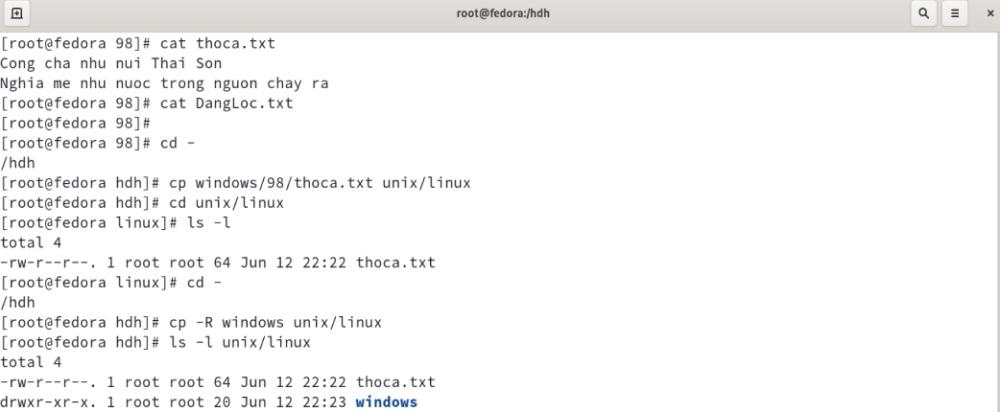 root@fedora:/hdh
[root@fedora 98]# cat thoca.txt
Cong cha nhu nui Thai Son
Nghia me nhu nuoc trong nguon chay ra
[root@fedora 98]# cat DangLoc.txt
[root@fedora 98]#
[root@fedora 98]# cd -
/hdh
[root@fedora hdh]# cp windows/98/thoca.txt unix/linux
[root@fedora hdh]# cd unix/linux
[root@fedora linux]# ls -l
total 4
-rw-r--r--. 1 root root 64 Jun 12 22:22 thoca.txt
[root@fedora linux]# cd -
/hdh
[root@fedora hdh]# cp -R windows unix/linux
[root@fedora hdh]# ls -l unix/linux
total 4
-rw-r--r--. 1 root root 64 Jun 12 22:22 thoca.txt
drwxr-xr-x. 1 root root 20 Jun 12 22:23 windows